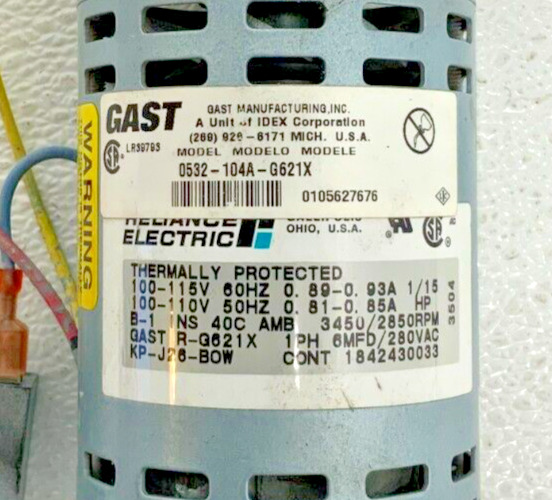 GAST
GAST MANUFACTURING, INC.
A Unit of IDEX Corporation
(269) 926-6171 MICH. U.S.A.
LR39793
MODEL MODELO MODELE
0532-104A-G621X
0105627676
WARNING
RELIANCE
ELECTRIC
OHIO, U.S.A.
THERMALLY PROTECTED
100-115V 60HZ 0.89-0.93A 1/15
100-110V 50HZ 0.81-0.85A HP
B-1 INS 40C AMB 3450/2850RPM
GAST R-G621X 1PH 6MFD/280VAC
KP-J26-BOW CONT 1842430033
3504